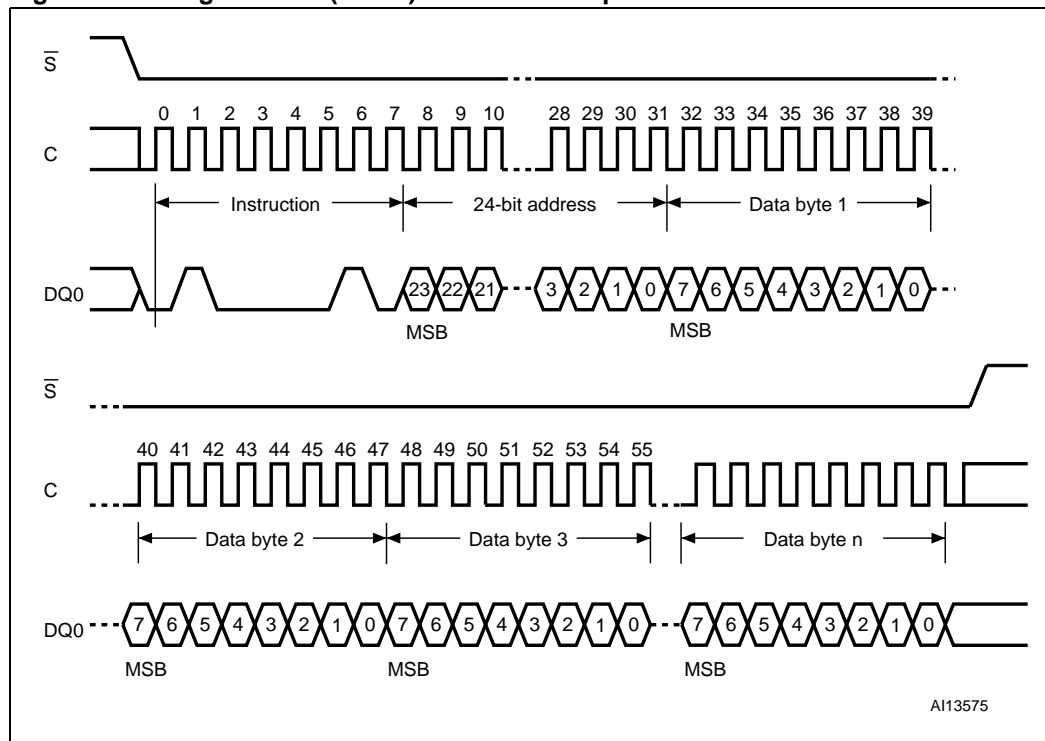 S
0 1 2 3 4 5 6 7 8 9 10 28 29 30 31 32 33 34 35 36 37 38 39
C
Instruction 24-bit address Data byte 1
DQ0 23 22 21 3 2 1 0 7 6 5 4 3 2 1 0
MSB MSB
S
40 41 42 43 44 45 46 47 48 49 50 51 52 53 54 55
C
Data byte 2 Data byte 3 Data byte n
DQ0 7 6 5 4 3 2 1 0 7 6 5 4 3 2 1 0 7 6 5 4 3 2 1 0
MSB MSB MSB
AI13575